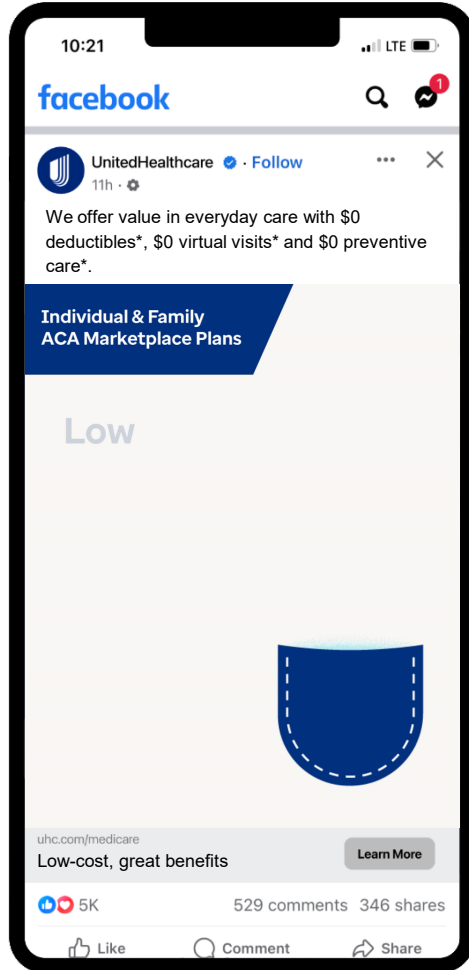 10:21
LTE
facebook
1
UnitedHealthcare · Follow
11h ·
We offer value in everyday care with $0
deductibles*, $0 virtual visits* and $0 preventive
care*.
Individual & Family
ACA Marketplace Plans
Low
uhc.com/medicare
Low-cost, great benefits
Learn More
5K
529 comments 346 shares
Like
Comment
Share